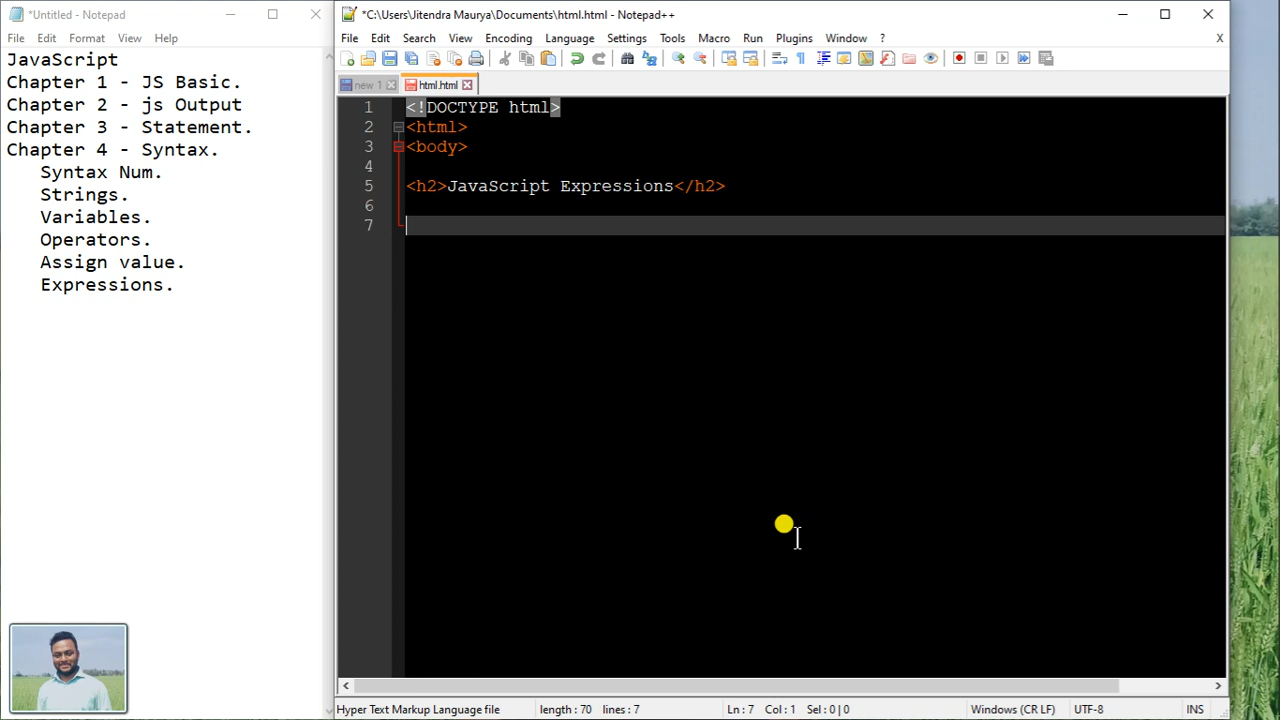 *Untitled - Notepad
File Edit Format View Help
JavaScript
Chapter 1 - JS Basic.
Chapter 2 - js Output
Chapter 3 - Statement.
Chapter 4 - Syntax.
Syntax Num.
Strings.
Variables.
Operators.
Assign value.
Expressions.
*C:\Users\Jitendra Maurya\Documents\html.html - Notepad++
File Edit Search View Encoding Language Settings Tools Macro Run Plugins Window ? X
new 1 html.html
1 <!DOCTYPE html>
2 <html>
3 <body>
4
5 <h2>JavaScript Expressions</h2>
6
7
Hyper Text Markup Language file length : 70 lines : 7 Ln : 7 Col : 1 Sel : 0 | 0 Windows (CR LF) UTF-8 INS